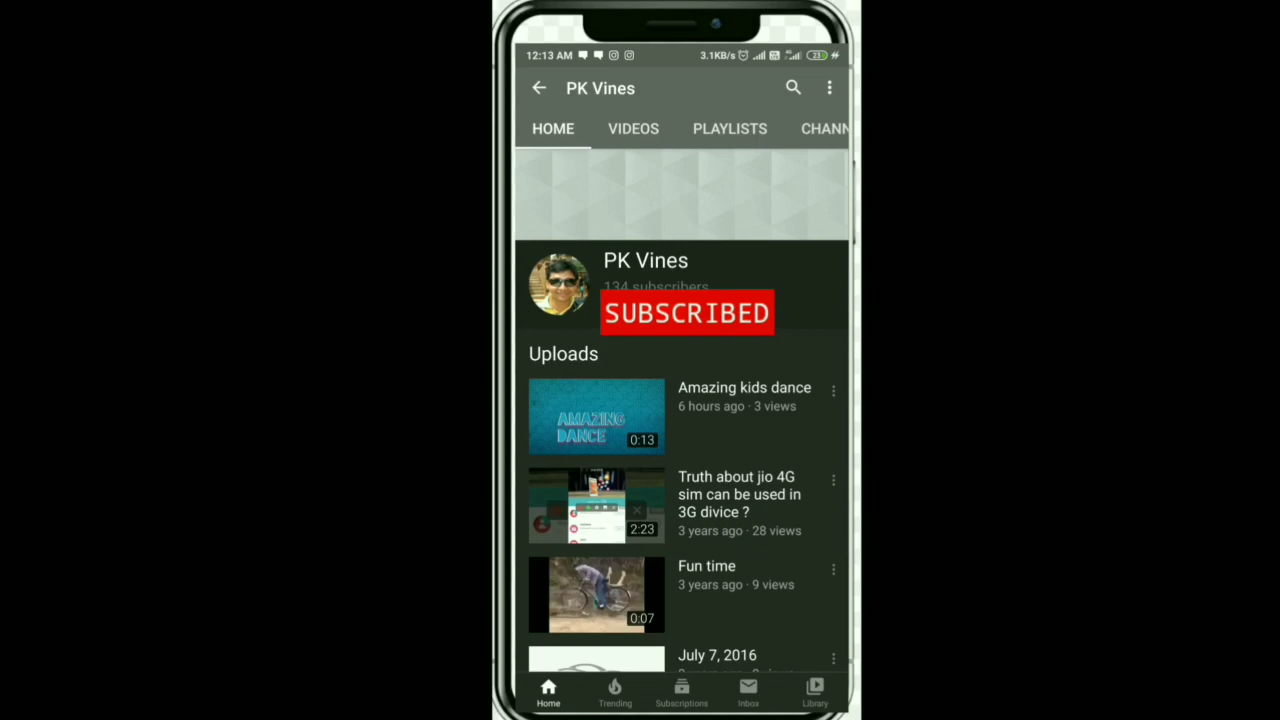 12:13 AM 3.1KB/s 23
PK Vines
HOME VIDEOS PLAYLISTS CHANN
PK Vines
134 subscribers
SUBSCRIBED
Uploads
AMAZING
DANCE
0:13
Amazing kids dance
6 hours ago · 3 views
2:23
Truth about jio 4G
sim can be used in
3G divice ?
3 years ago · 28 views
0:07
Fun time
3 years ago · 9 views
July 7, 2016
Home Trending Subscriptions Inbox Library